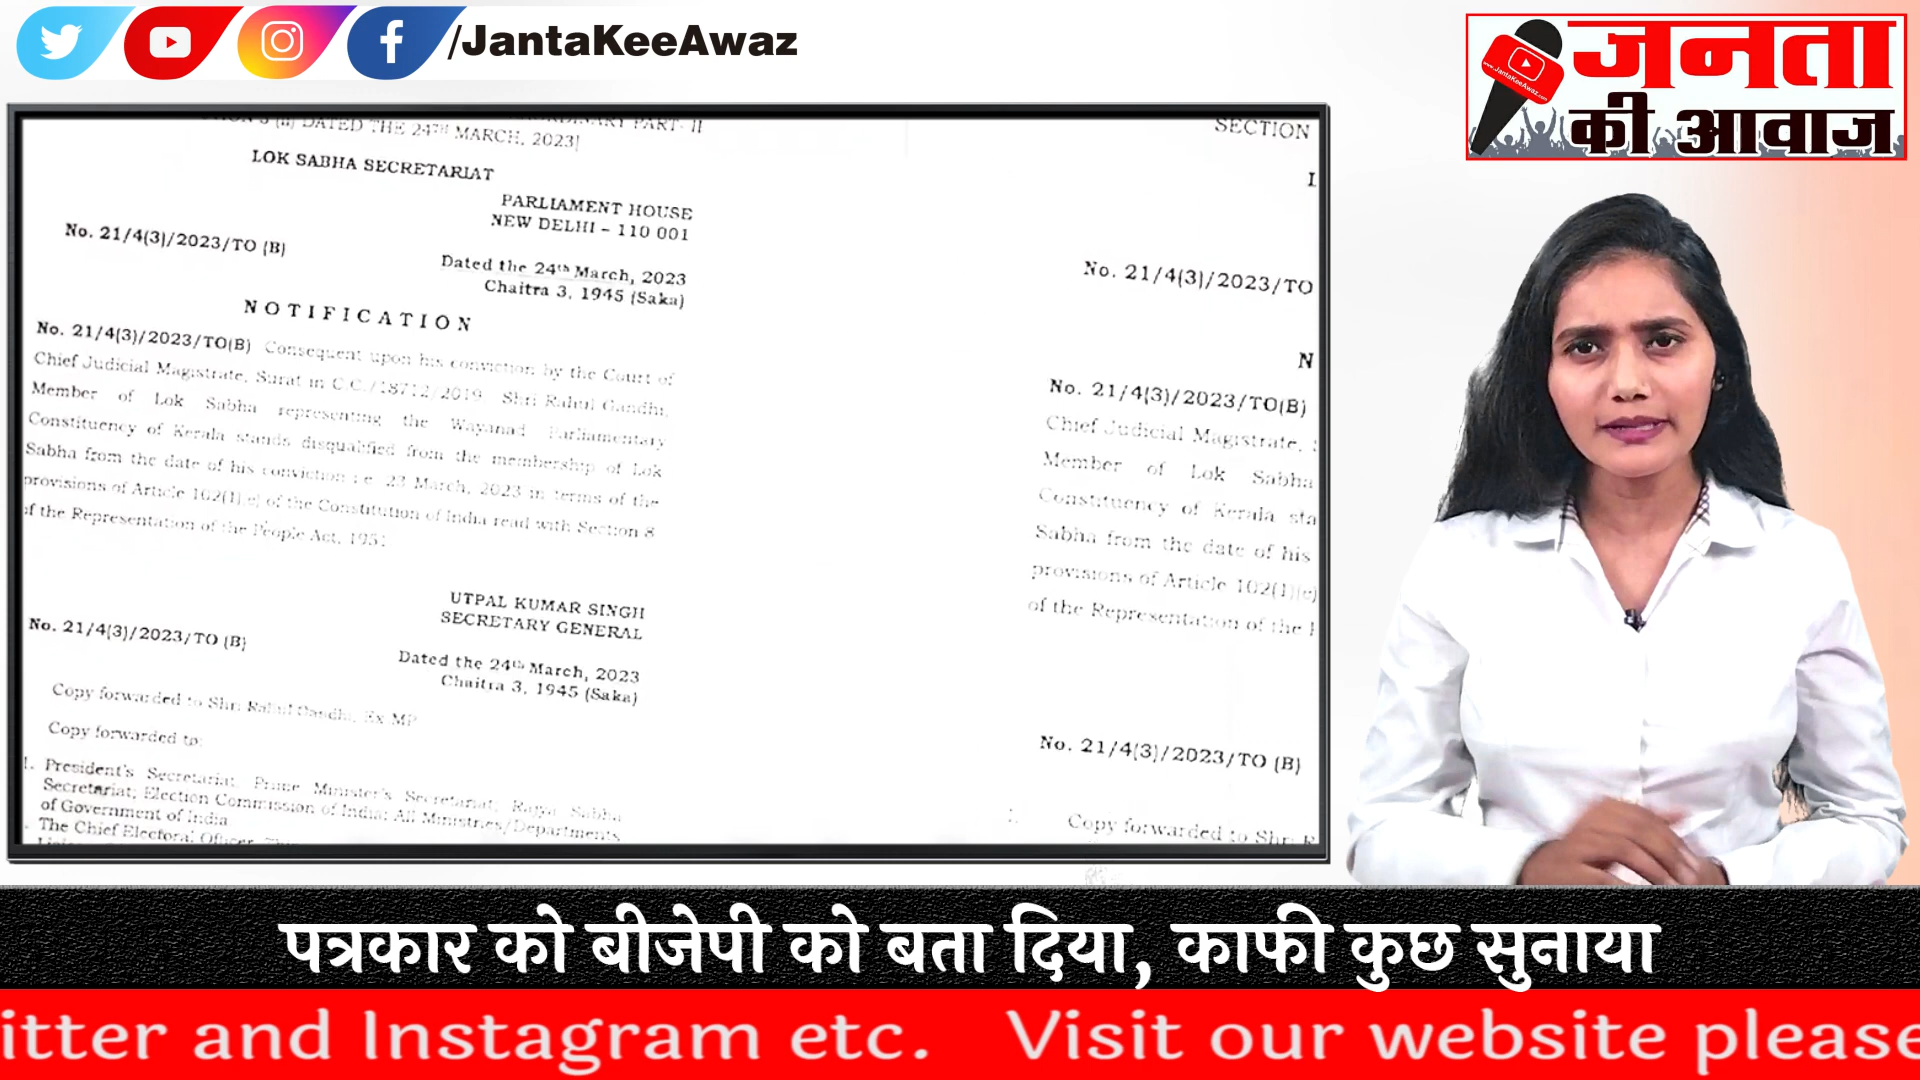 /JantaKeeAwaz
जनता
की आवाज
www.JantaKeeAwaz.com
PART- II
DATED THE 24TH MARCH, 2023]
LOK SABHA SECRETARIAT
PARLIAMENT HOUSE
NEW DELHI – 110 001
No. 21/4(3)/2023/TO (B)
Dated the 24th March, 2023
Chaitra 3, 1945 (Saka)
NOTIFICATION
No. 21/4(3)/2023/TO(B) Consequent upon his conviction by the Court of
Chief Judicial Magistrate, Surat in C.C./18712/2019, Shri Rahul Gandhi,
Member of Lok Sabha representing the Wayanad Parliamentary
Constituency of Kerala stands disqualified from the membership of Lok
Sabha from the date of his conviction i.e. 23 March, 2023 in terms of the
provisions of Article 102(1)(e) of the Constitution of India read with Section 8
of the Representation of the People Act, 1951
UTPAL KUMAR SINGH
SECRETARY GENERAL
No. 21/4(3)/2023/TO (B)
Dated the 24th March, 2023
Chaitra 3, 1945 (Saka)
Copy forwarded to Shri Rahul Gandhi, Ex MP
Copy forwarded to:
1. President's Secretariat, Prime Minister's Secretariat, Rajya Sabha
Secretariat; Election Commission of India; All Ministries/Departments
of Government of India
The Chief Electoral Officer,
SECTION
No. 21/4(3)/2023/TO
N
No. 21/4(3)/2023/TO(B)
Chief Judicial Magistrate,
Member of Lok Sabha
Constituency of Kerala sta
Sabha from the date of his
provisions of Article 102(1)(e)
of the Representation of the
No. 21/4(3)/2023/TO (B)
Copy forwarded to Shri R
पत्रकार को बीजेपी को बता दिया, काफी कुछ सुनाया
itter and Instagram etc. Visit our website please